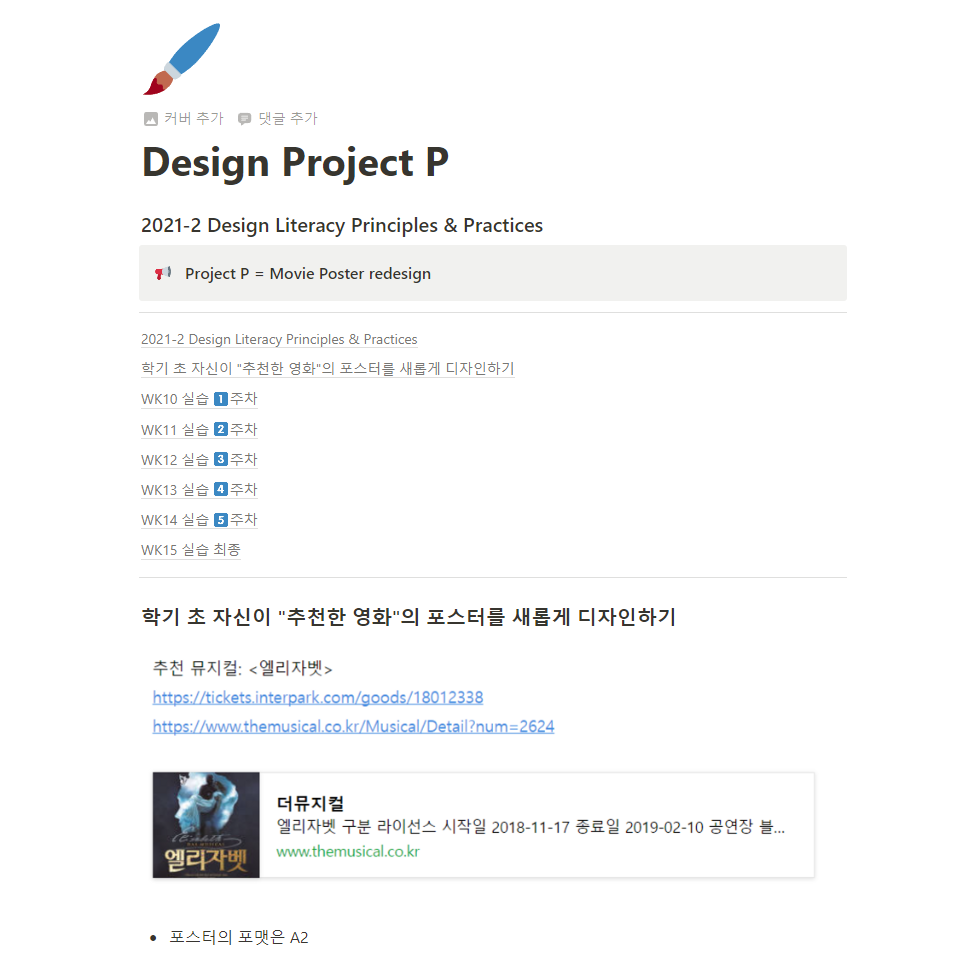 커버 추가 댓글 추가
Design Project P
2021-2 Design Literacy Principles & Practices
Project P = Movie Poster redesign
2021-2 Design Literacy Principles & Practices
학기 초 자신이 "추천한 영화"의 포스터를 새롭게 디자인하기
WK10 실습 1️⃣주차
WK11 실습 2️⃣주차
WK12 실습 3️⃣주차
WK13 실습 4️⃣주차
WK14 실습 5️⃣주차
WK15 실습 최종
학기 초 자신이 "추천한 영화"의 포스터를 새롭게 디자인하기
추천 뮤지컬: <엘리자벳>
https://tickets.interpark.com/goods/18012338
https://www.themusical.co.kr/Musical/Detail?num=2624
엘리자벳
더뮤지컬
엘리자벳 구분 라이선스 시작일 2018-11-17 종료일 2019-02-10 공연장 블...
www.themusical.co.kr
• 포스터의 포맷은 A2